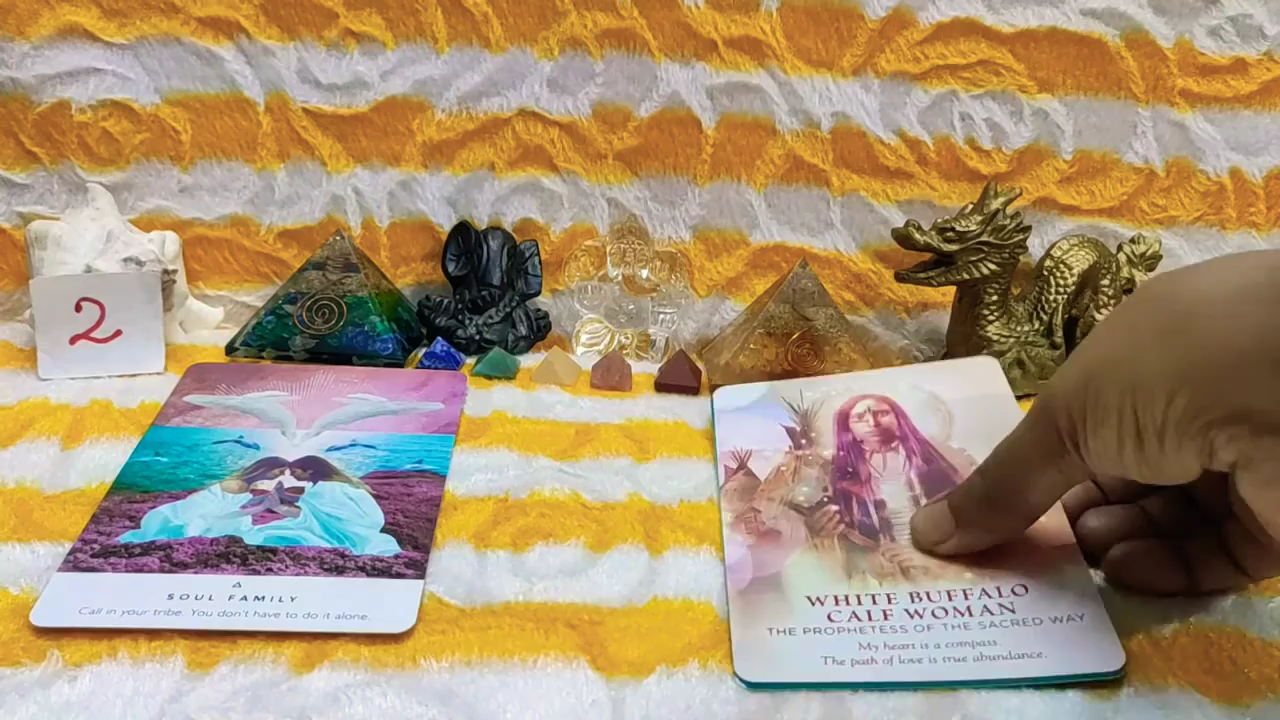 2
SOUL FAMILY
Call in your tribe. You don't have to do it alone.
WHITE BUFFALO
CALF WOMAN
THE PROPHETESS OF THE SACRED WAY
My heart is a compass.
The path of love is true abundance.